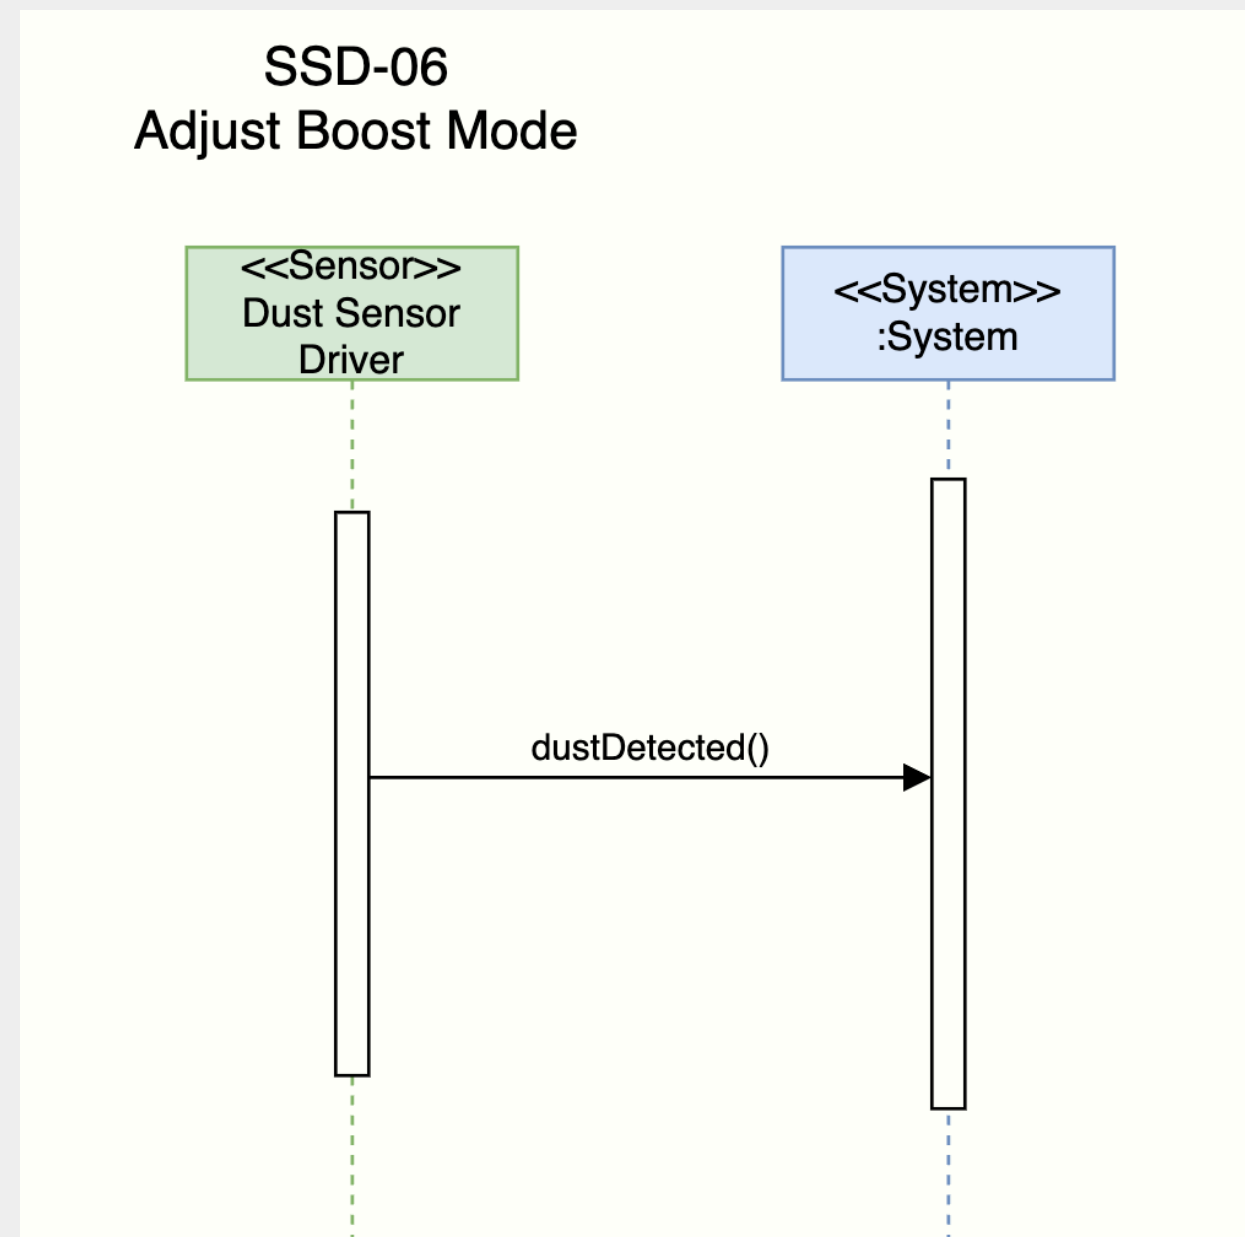 SSD-06
Adjust Boost Mode
<<Sensor>>
Dust Sensor
Driver
<<System>>
:System
dustDetected()